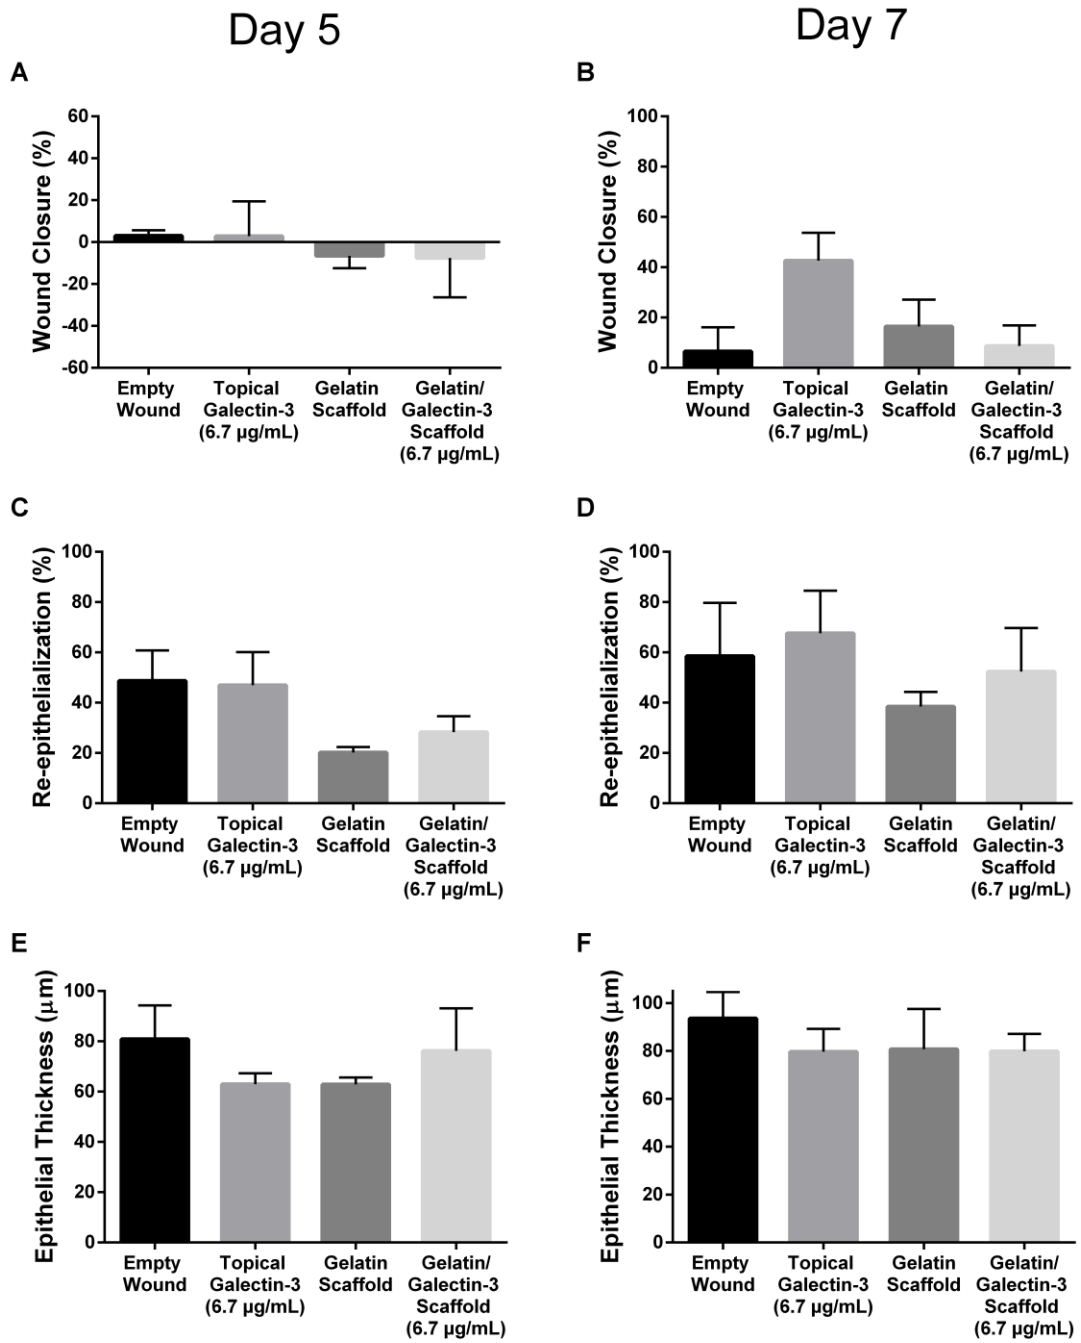 Day 5
Day 7
A
Wound Closure (%)
60
40
20
0
-20
-40
-60
Empty
Wound
Topical
Galectin-3
(6.7 µg/mL)
Gelatin
Scaffold
Gelatin/
Galectin-3
Scaffold
(6.7 µg/mL)
B
Wound Closure (%)
100
80
60
40
20
0
Empty
Wound
Topical
Galectin-3
(6.7 µg/mL)
Gelatin
Scaffold
Gelatin/
Galectin-3
Scaffold
(6.7 µg/mL)
C
Re-epithelialization (%)
100
80
60
40
20
0
Empty
Wound
Topical
Galectin-3
(6.7 µg/mL)
Gelatin
Scaffold
Gelatin/
Galectin-3
Scaffold
(6.7 µg/mL)
D
Re-epithelialization (%)
100
80
60
40
20
0
Empty
Wound
Topical
Galectin-3
(6.7 µg/mL)
Gelatin
Scaffold
Gelatin/
Galectin-3
Scaffold
(6.7 µg/mL)
E
Epithelial Thickness (µm)
100
80
60
40
20
0
Empty
Wound
Topical
Galectin-3
(6.7 µg/mL)
Gelatin
Scaffold
Gelatin/
Galectin-3
Scaffold
(6.7 µg/mL)
F
Epithelial Thickness (µm)
100
80
60
40
20
0
Empty
Wound
Topical
Galectin-3
(6.7 µg/mL)
Gelatin
Scaffold
Gelatin/
Galectin-3
Scaffold
(6.7 µg/mL)